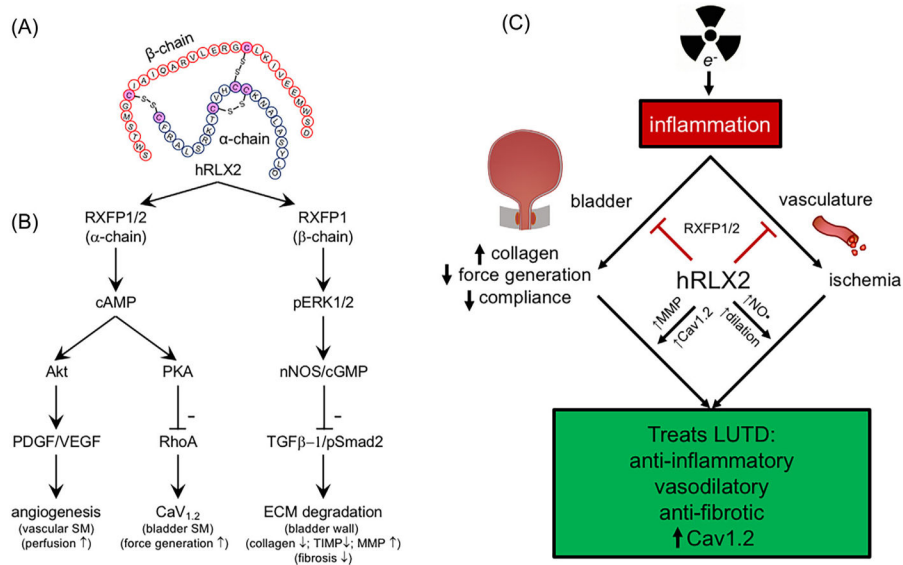 (A)
β-chain
SWTSMGCIAIQARVLERGCLKIVEEMWSD
S
S
S
S
S S
CFRALSRKTCVHCCKNALASYLQ
α-chain
hRLX2
(B)
RXFP1/2
(α-chain)
RXFP1
(β-chain)
cAMP
pERK1/2
Akt
PKA
nNOS/cGMP
–
–
PDGF/VEGF
RhoA
TGFβ–1/pSmad2
angiogenesis
(vascular SM)
(perfusion ↑)
CaV1.2
(bladder SM)
(force generation ↑)
ECM degradation
(bladder wall)
(collagen ↓; TIMP↓; MMP ↑)
(fibrosis ↓)
(C)
e-
inflammation
bladder
vasculature
RXFP1/2
↑ collagen
↓ force generation
↓ compliance
hRLX2
ischemia
↑MMP
↑Cav1.2
↑NO•
↑dilation
Treats LUTD:
anti-inflammatory
vasodilatory
anti-fibrotic
↑Cav1.2